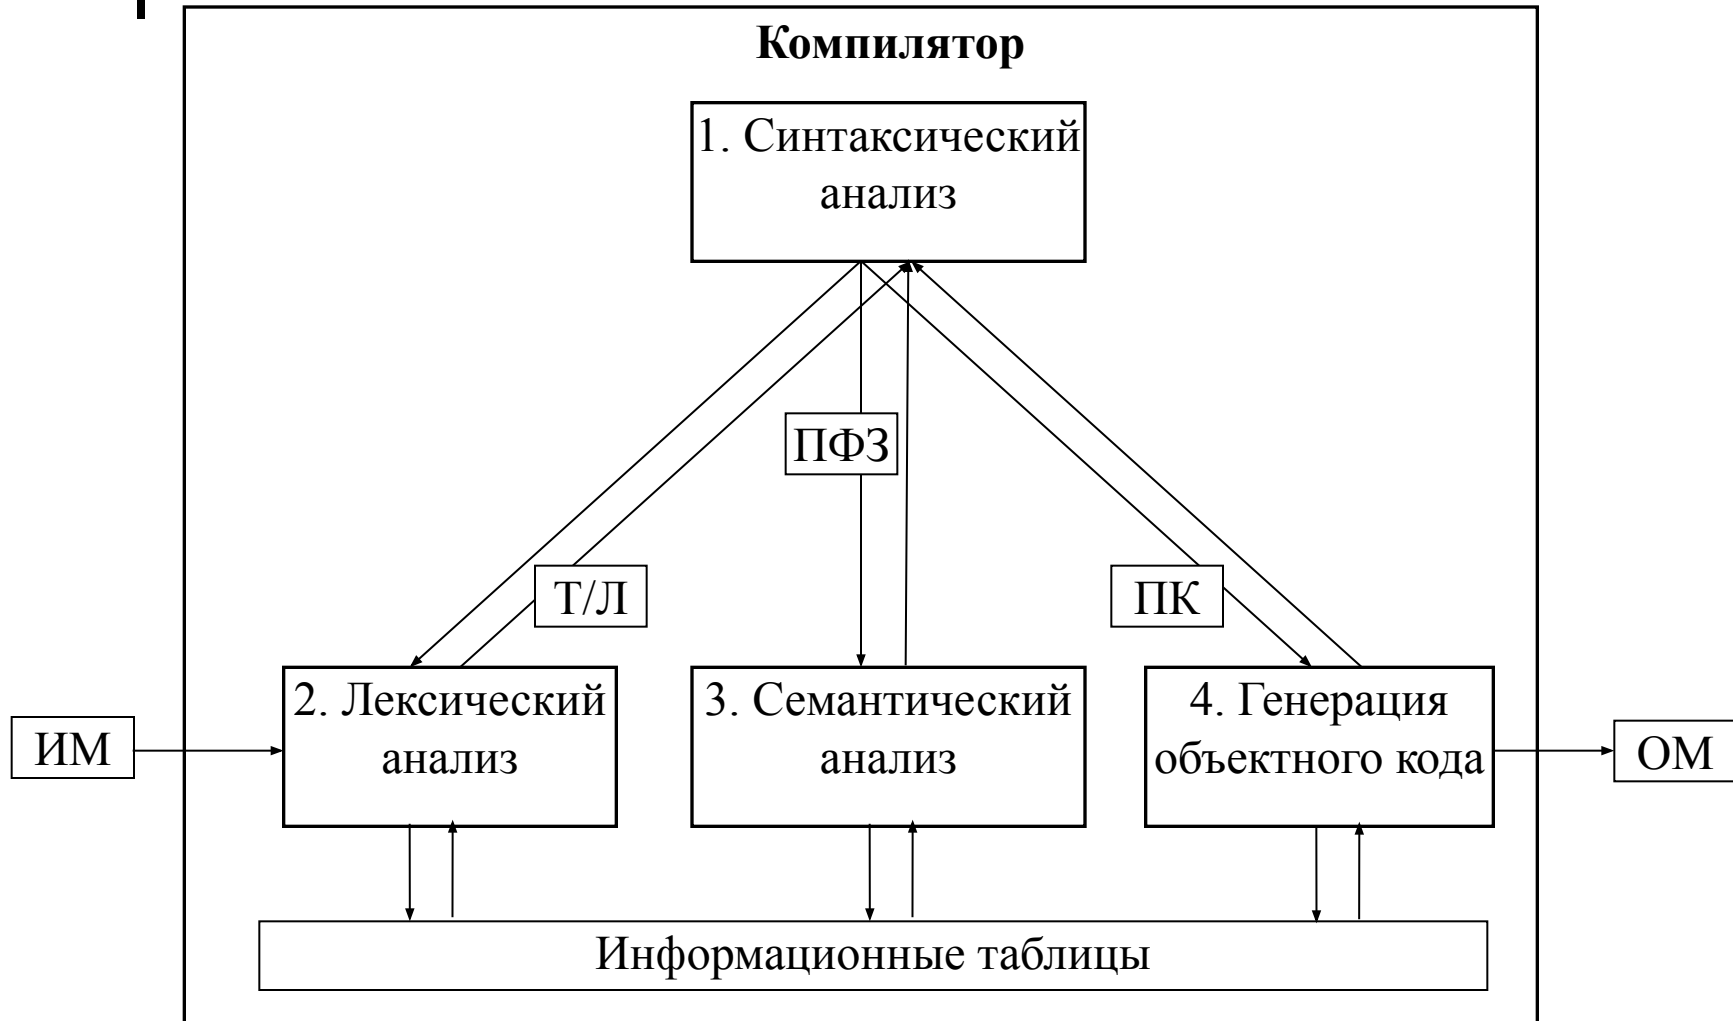 Компилятор
1. Синтаксический
анализ
ПФЗ
Т/Л
ПК
2. Лексический
анализ
3. Семантический
анализ
4. Генерация
объектного кода
ИМ
ОМ
Информационные таблицы